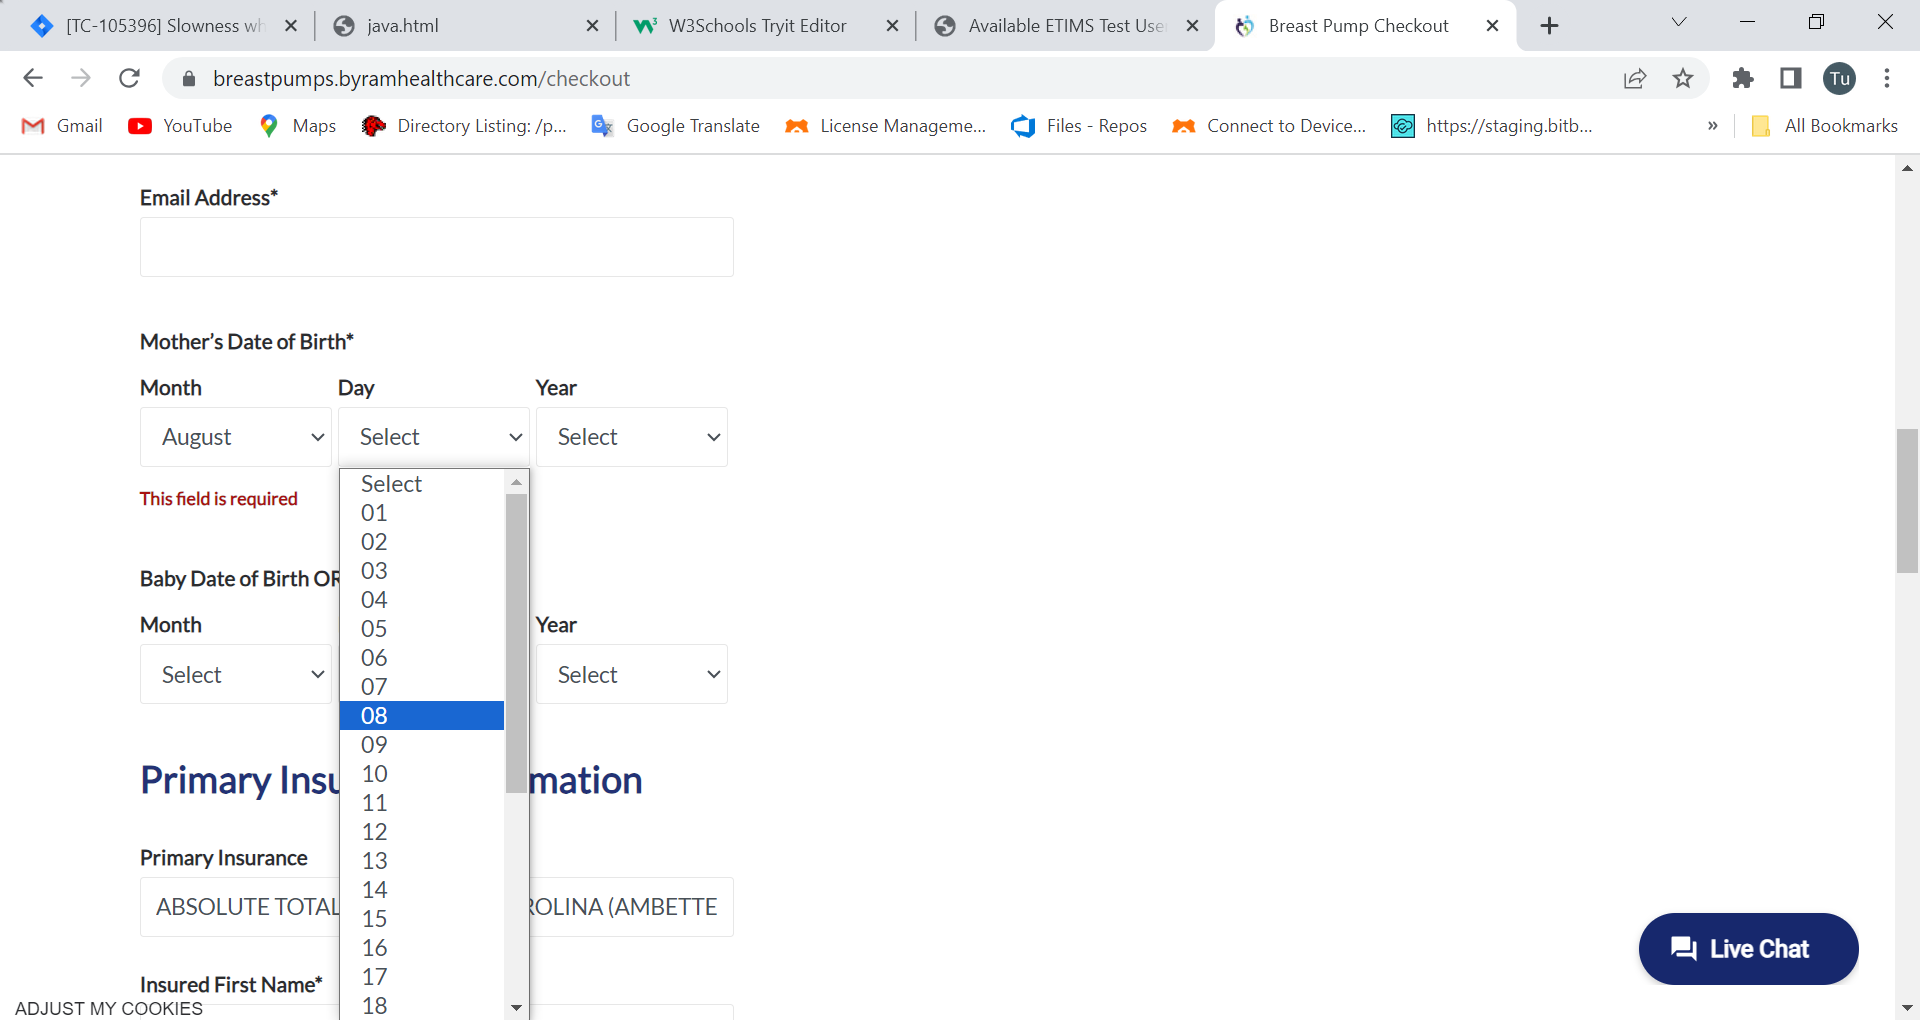 [TC-105396] Slowness wh
java.html
W3Schools Tryit Editor
Available ETIMS Test User
Breast Pump Checkout
breastpumps.byramhealthcare.com/checkout
Tu
Gmail
YouTube
Maps
Directory Listing: /p...
Google Translate
License Manageme...
Files - Repos
Connect to Device...
https://staging.bitb...
»
All Bookmarks
Email Address*
Mother's Date of Birth*
Month Day Year
August Select Select
This field is required
Select
01
02
03
04
05
06
07
08
09
10
11
12
13
14
15
16
17
18
Baby Date of Birth OR
Month Year
Select Select
Primary Insu mation
Primary Insurance
ABSOLUTE TOTAL ROLINA (AMBETTE
Insured First Name*
ADJUST MY COOKIES
Live Chat